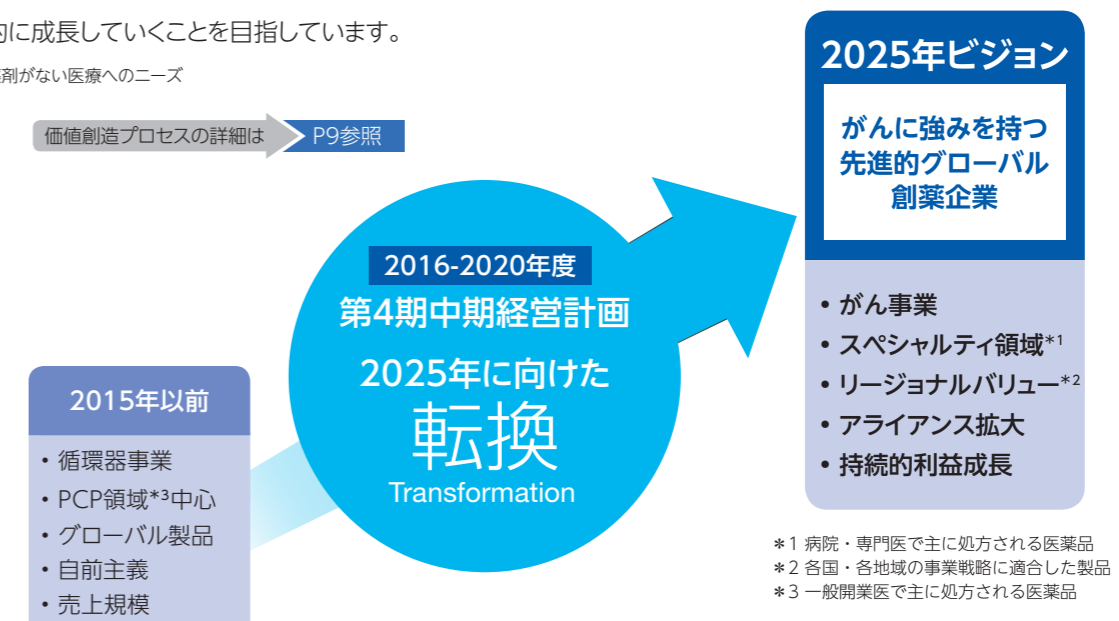 的に成長していくことを目指しています。
薬剤がない医療へのニーズ
価値創造プロセスの詳細は P9参照
2025年ビジョン
がんに強みを持つ
先進的グローバル
創薬企業
• がん事業
• スペシャルティ領域*1
• リージョナルバリュー*2
• アライアンス拡大
• 持続的利益成長
2016-2020年度
第4期中期経営計画
2025年に向けた
転換
Transformation
2015年以前
• 循環器事業
• PCP領域*3中心
• グローバル製品
• 自前主義
• 売上規模
*1 病院・専門医で主に処方される医薬品
*2 各国・各地域の事業戦略に適合した製品
*3 一般開業医で主に処方される医薬品